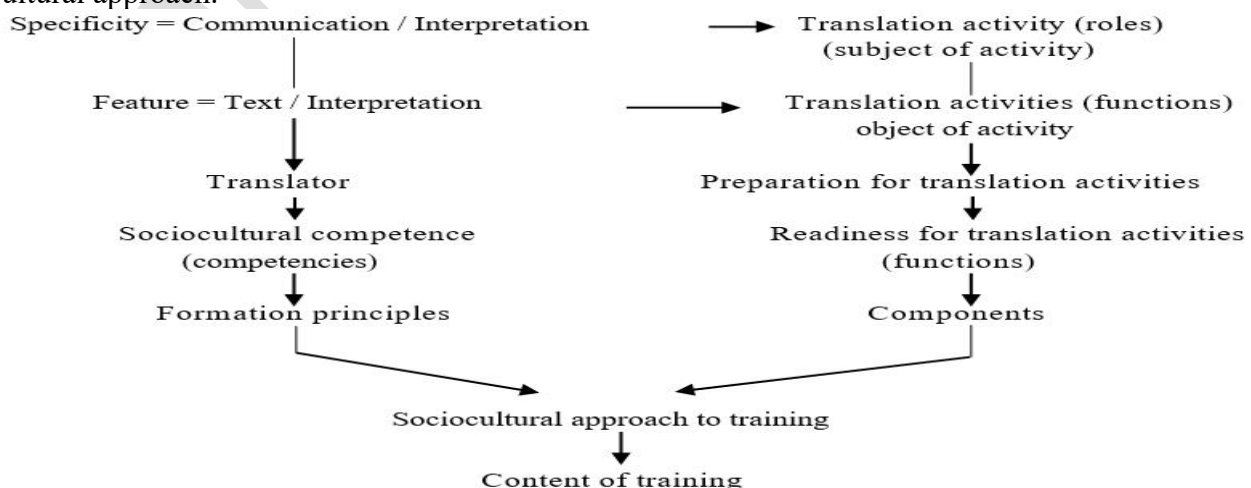 cultural approach.
Specificity = Communication / Interpretation
Translation activity (roles)
(subject of activity)
Feature = Text / Interpretation
Translation activities (functions)
object of activity
Translator
Preparation for translation activities
Sociocultural competence
(competencies)
Readiness for translation activities
(functions)
Formation principles
Components
Sociocultural approach to training
Content of training